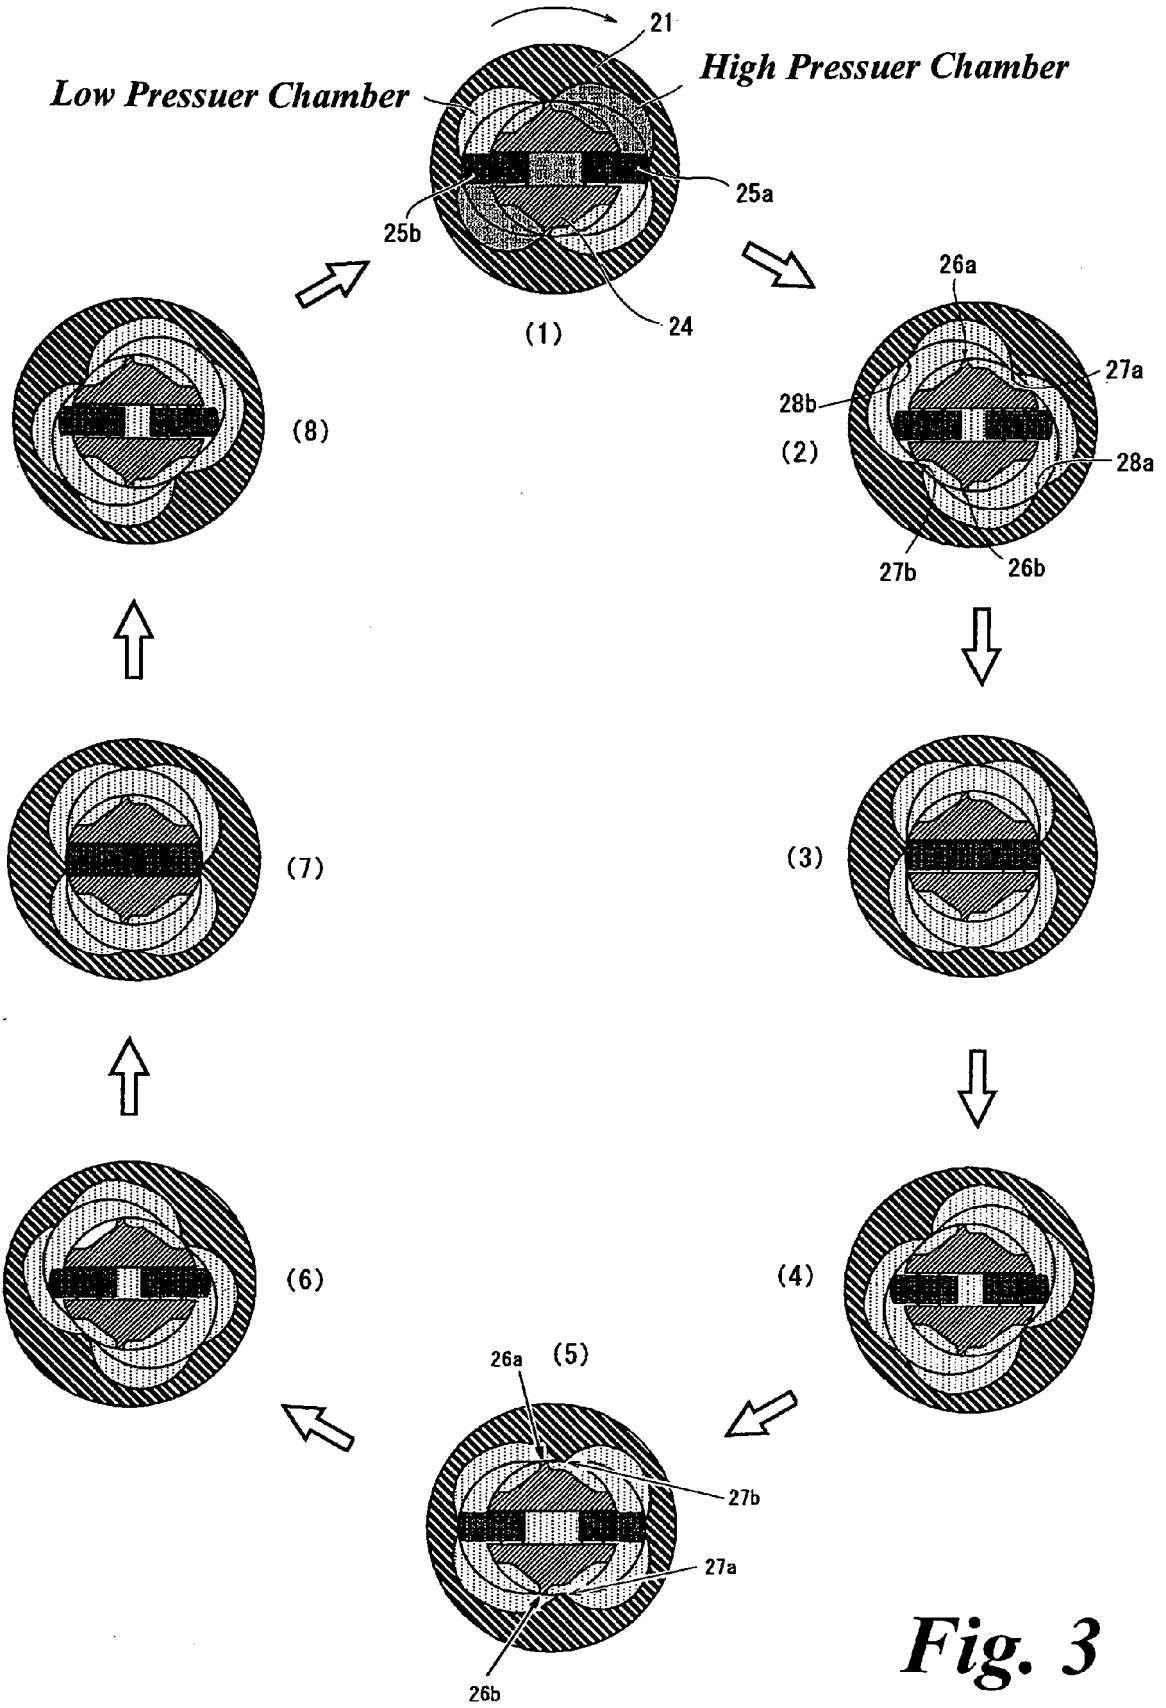 21
High Pressuer Chamber
Low Pressuer Chamber
25a
25b
24
(1)
26a
27a
28b
(2)
28a
27b
26b
(8)
(7)
(3)
(6)
(4)
26a
(5)
27b
27a
26b
Fig. 3